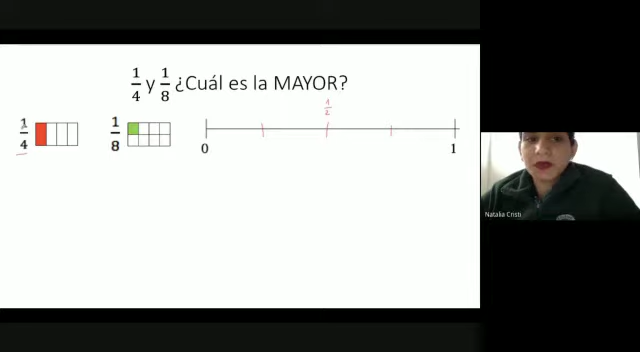 1/4 y 1/8 ¿Cuál es la MAYOR?
1/4
1/8
1/2
0 1
Natalia Cristi